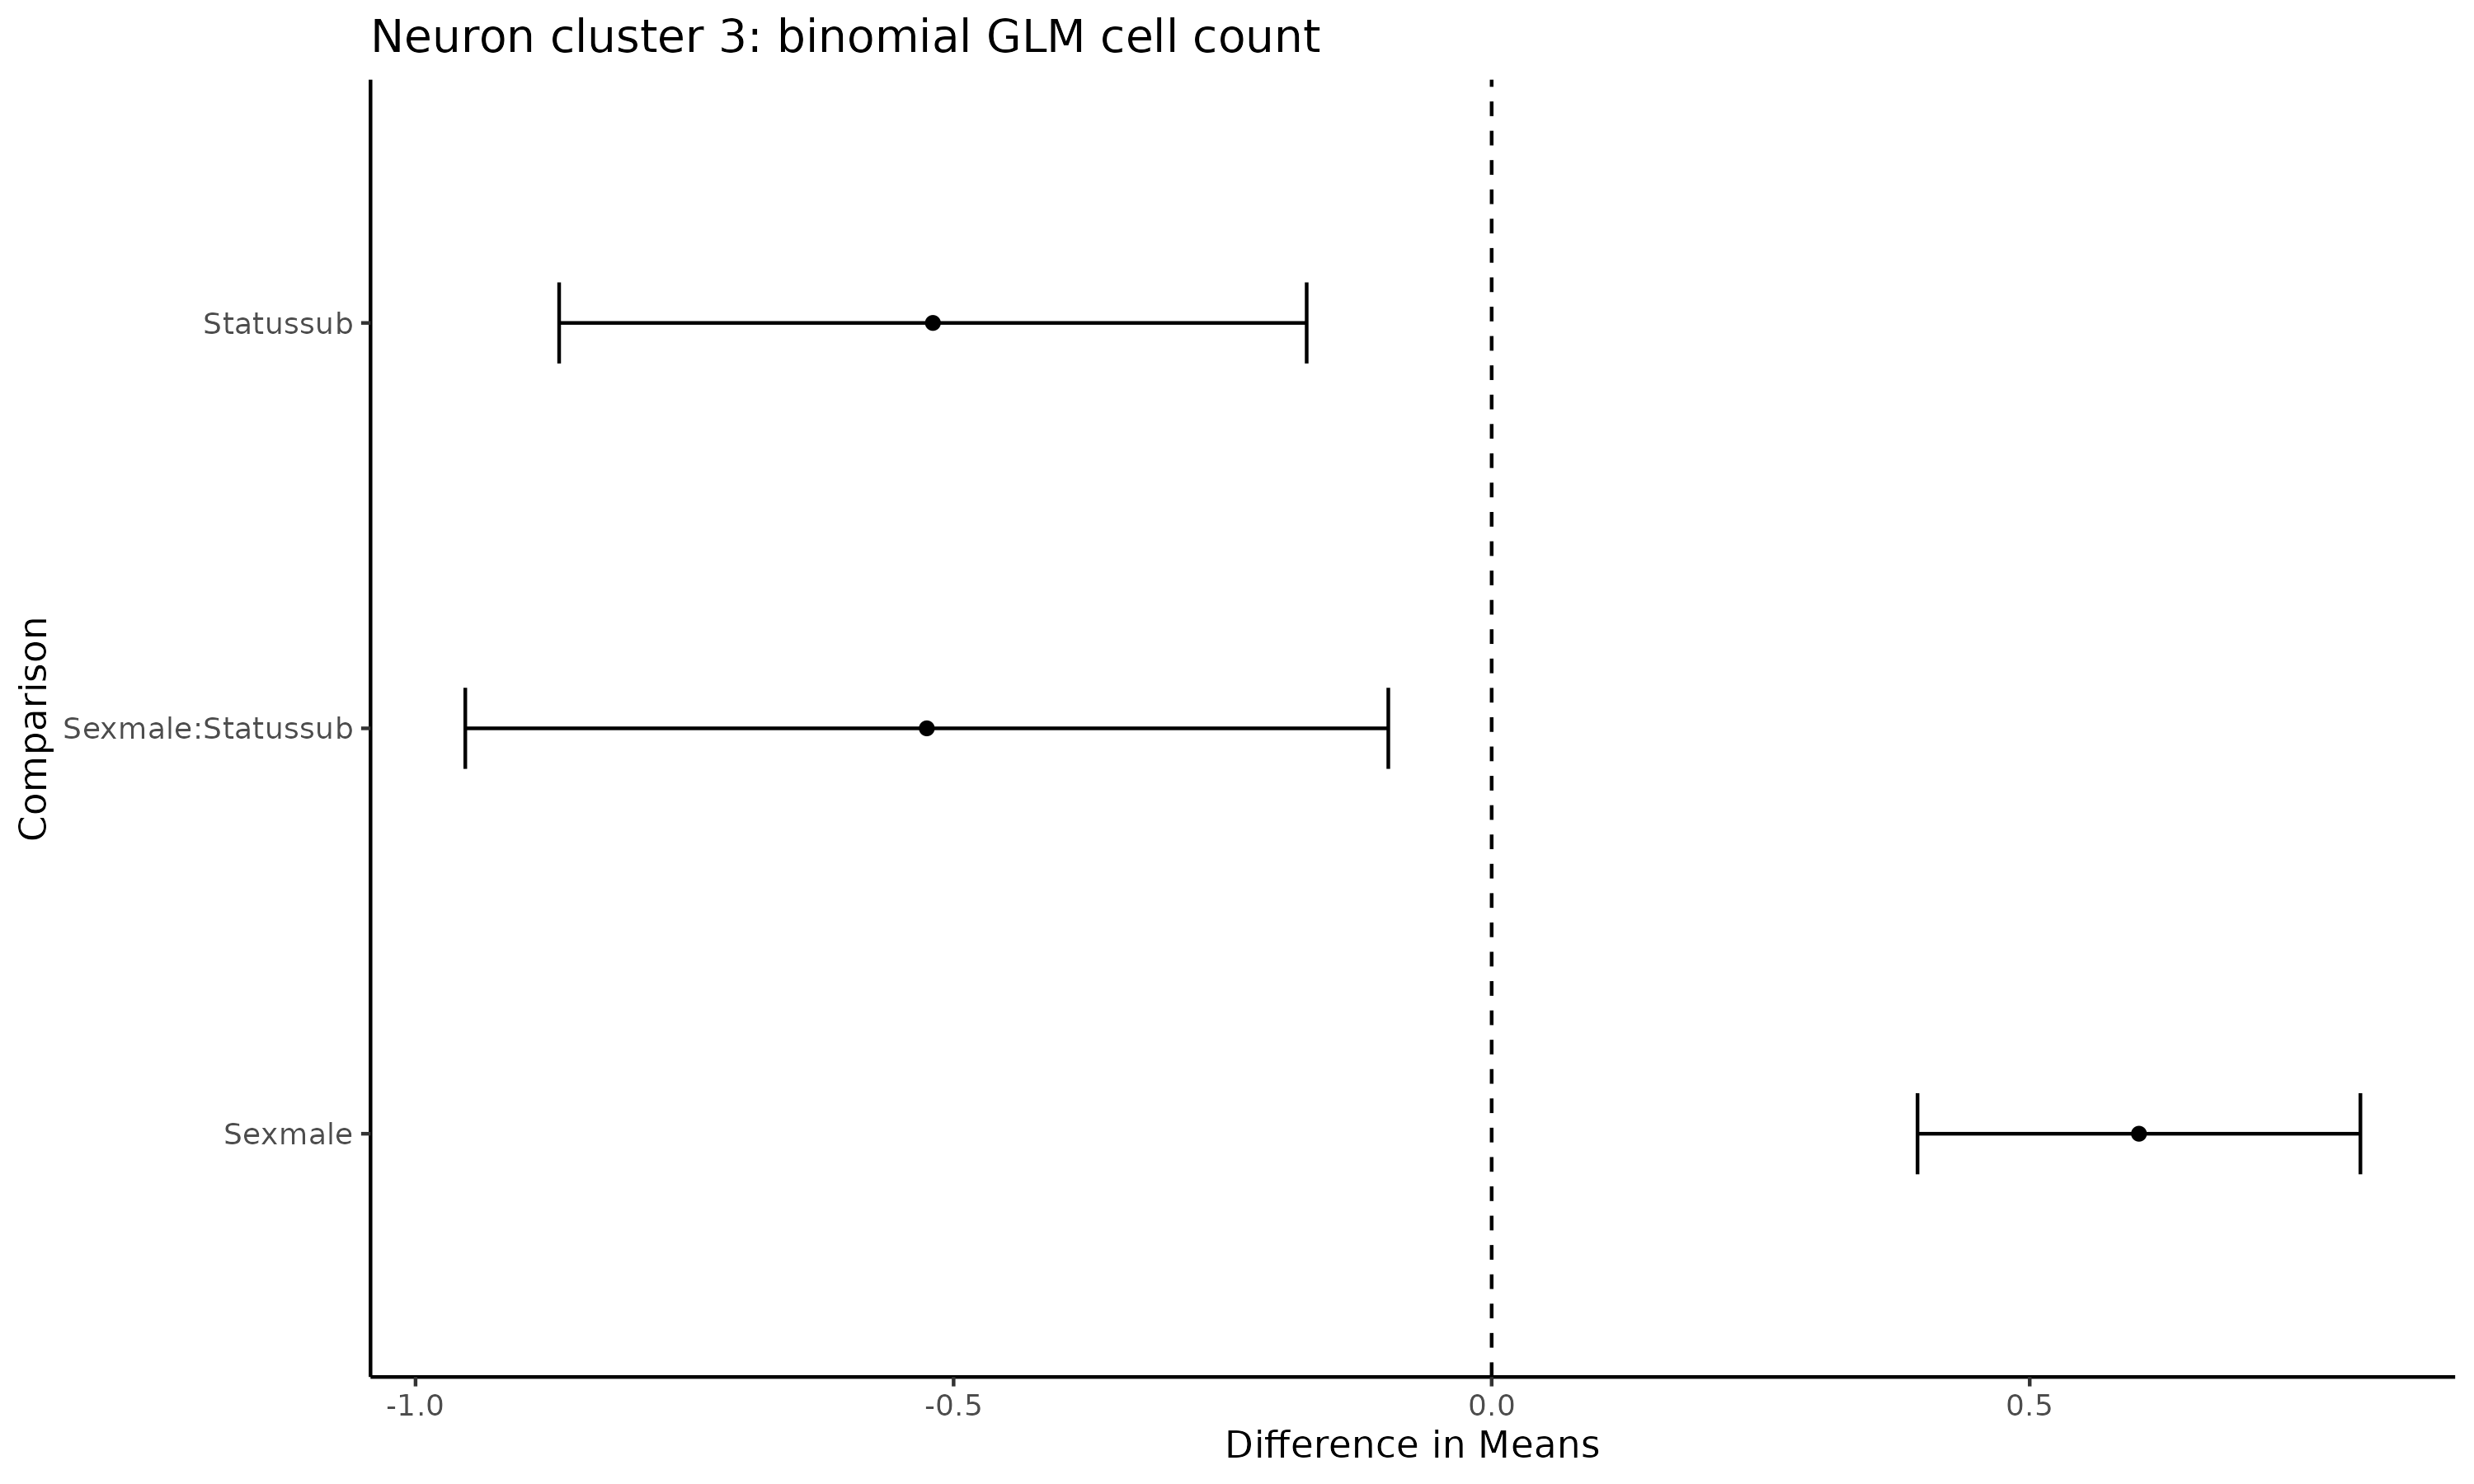 Neuron cluster 3: binomial GLM cell count
Comparison
Statussub
Sexmale:Statussub
Sexmale
-1.0
-0.5
0.0
0.5
Difference in Means